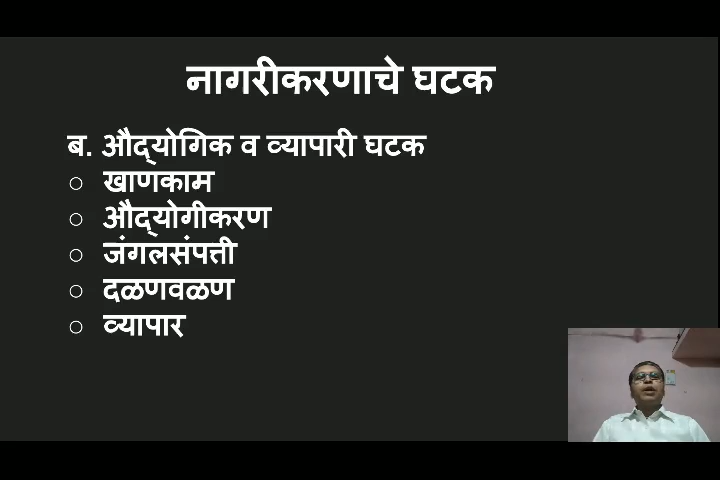 नागरीकरणाचे घटक
ब. औद्योगिक व व्यापारी घटक
○ खाणकाम
○ औद्योगीकरण
○ जंगलसंपत्ती
○ दळणवळण
○ व्यापार